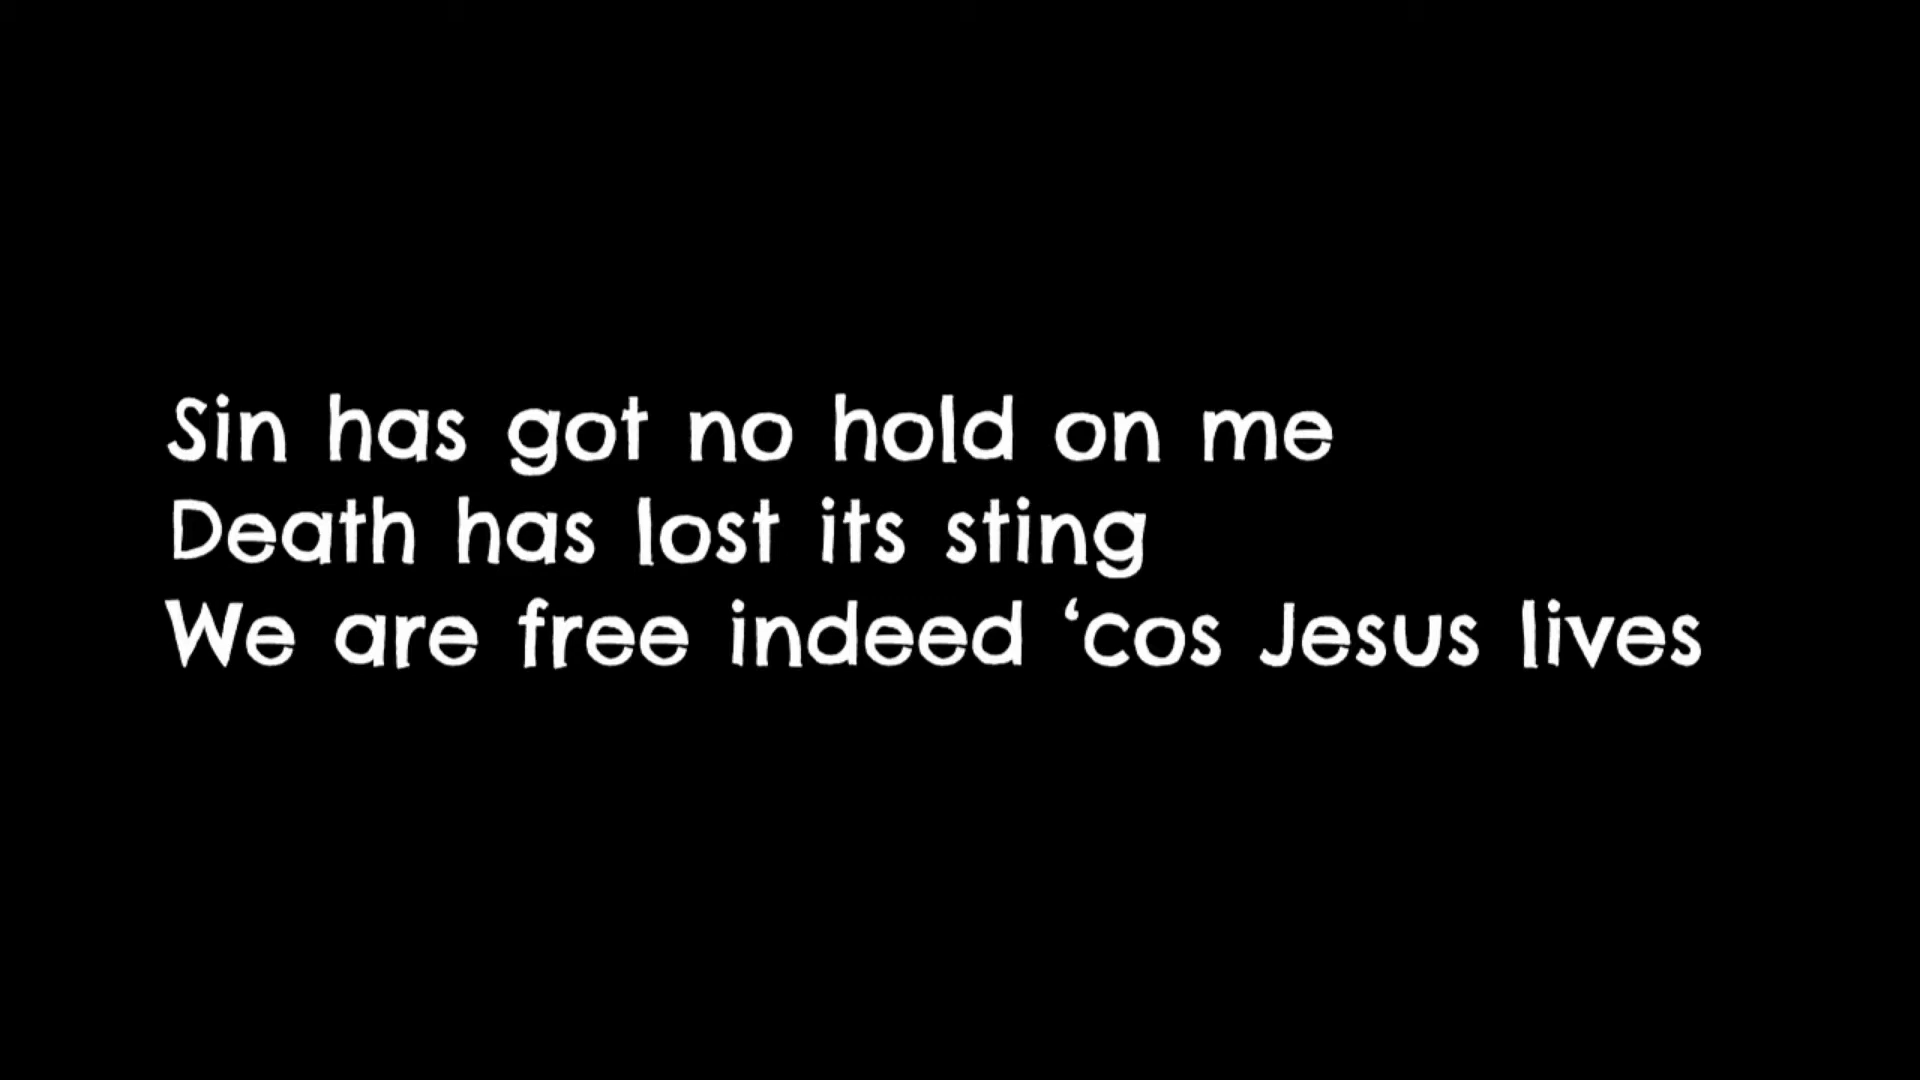 Sin has got no hold on me
Death has lost its sting
We are free indeed ‘cos Jesus lives